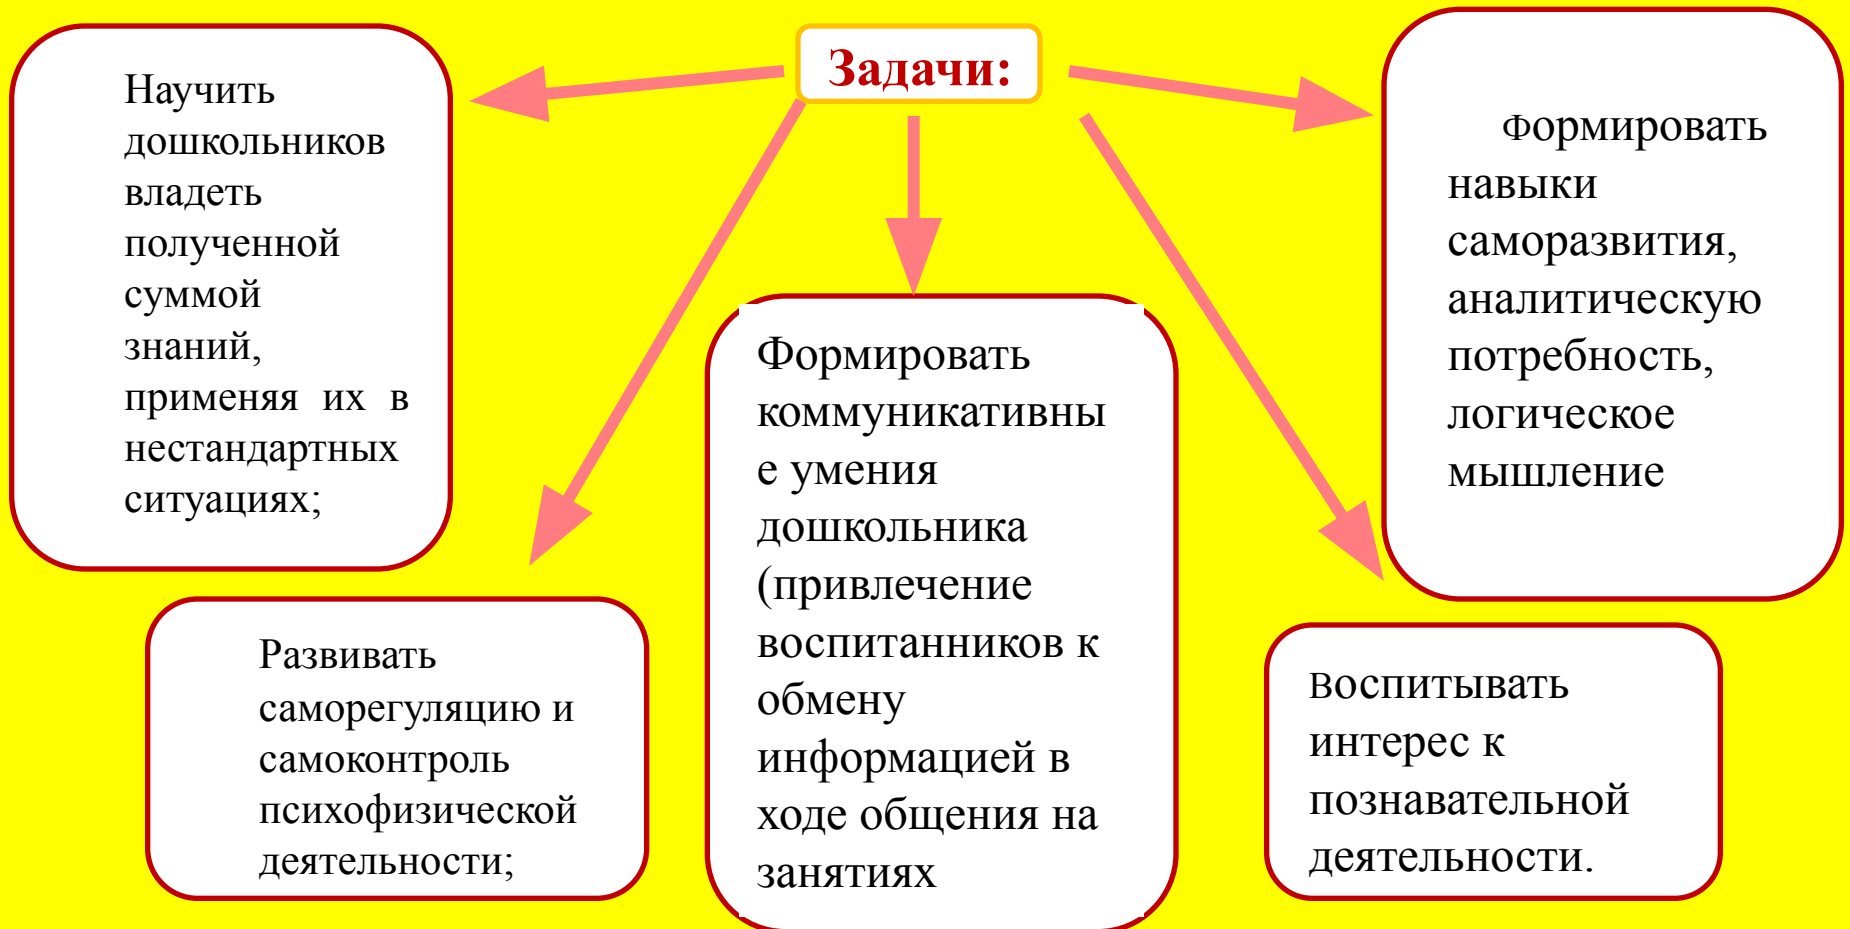 Задачи:
Научить
дошкольников
владеть
полученной
суммой
знаний,
применяя их в
нестандартных
ситуациях;
Развивать
саморегуляцию и
самоконтроль
психофизической
деятельности;
Формировать
коммуникативны
е умения
дошкольника
(привлечение
воспитанников к
обмену
информацией в
ходе общения на
занятиях
Формировать
навыки
саморазвития,
аналитическую
потребность,
логическое
мышление
Воспитывать
интерес к
познавательной
деятельности.